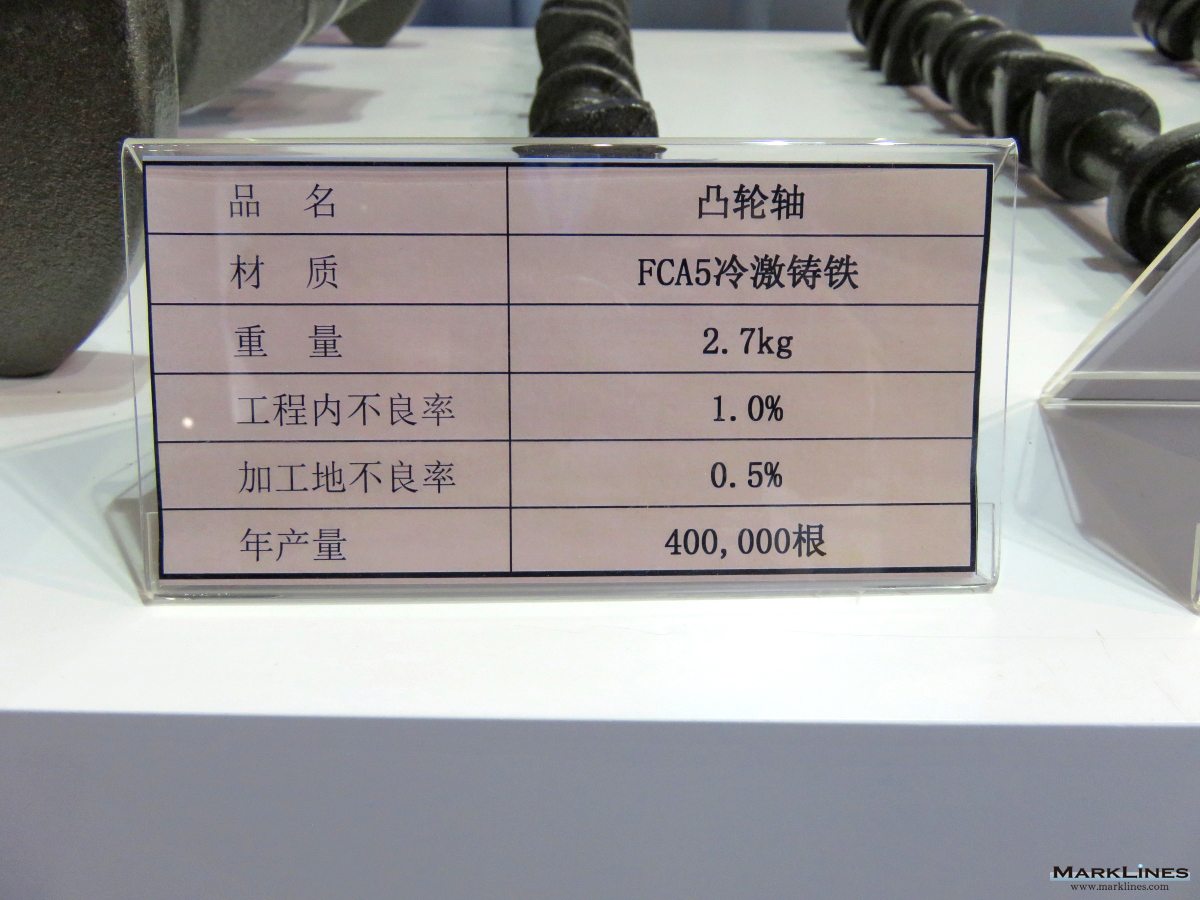 品 名 凸轮轴
材 质 FCA5冷激铸铁
重 量 2.7kg
工程内不良率 1.0%
加工地不良率 0.5%
年产量 400,000根
MARKLINES
www.marklines.com